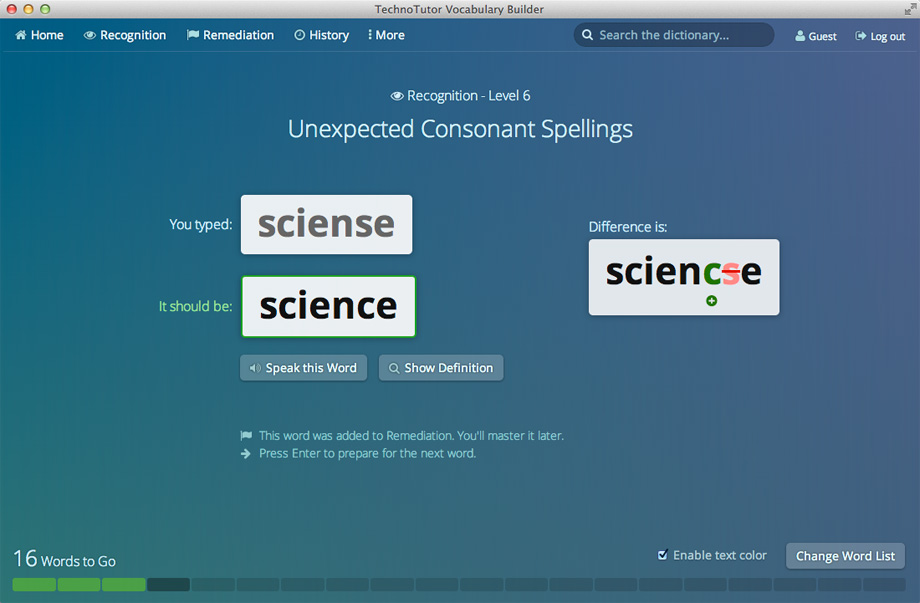 TechnoTutor Vocabulary Builder
Home Recognition Remediation History More Search the dictionary... Guest Log out
Recognition - Level 6
Unexpected Consonant Spellings
You typed: sciense
Difference is:
sciencse
It should be: science
Speak this Word Show Definition
This word was added to Remediation. You'll master it later.
Press Enter to prepare for the next word.
16 Words to Go
Enable text color Change Word List